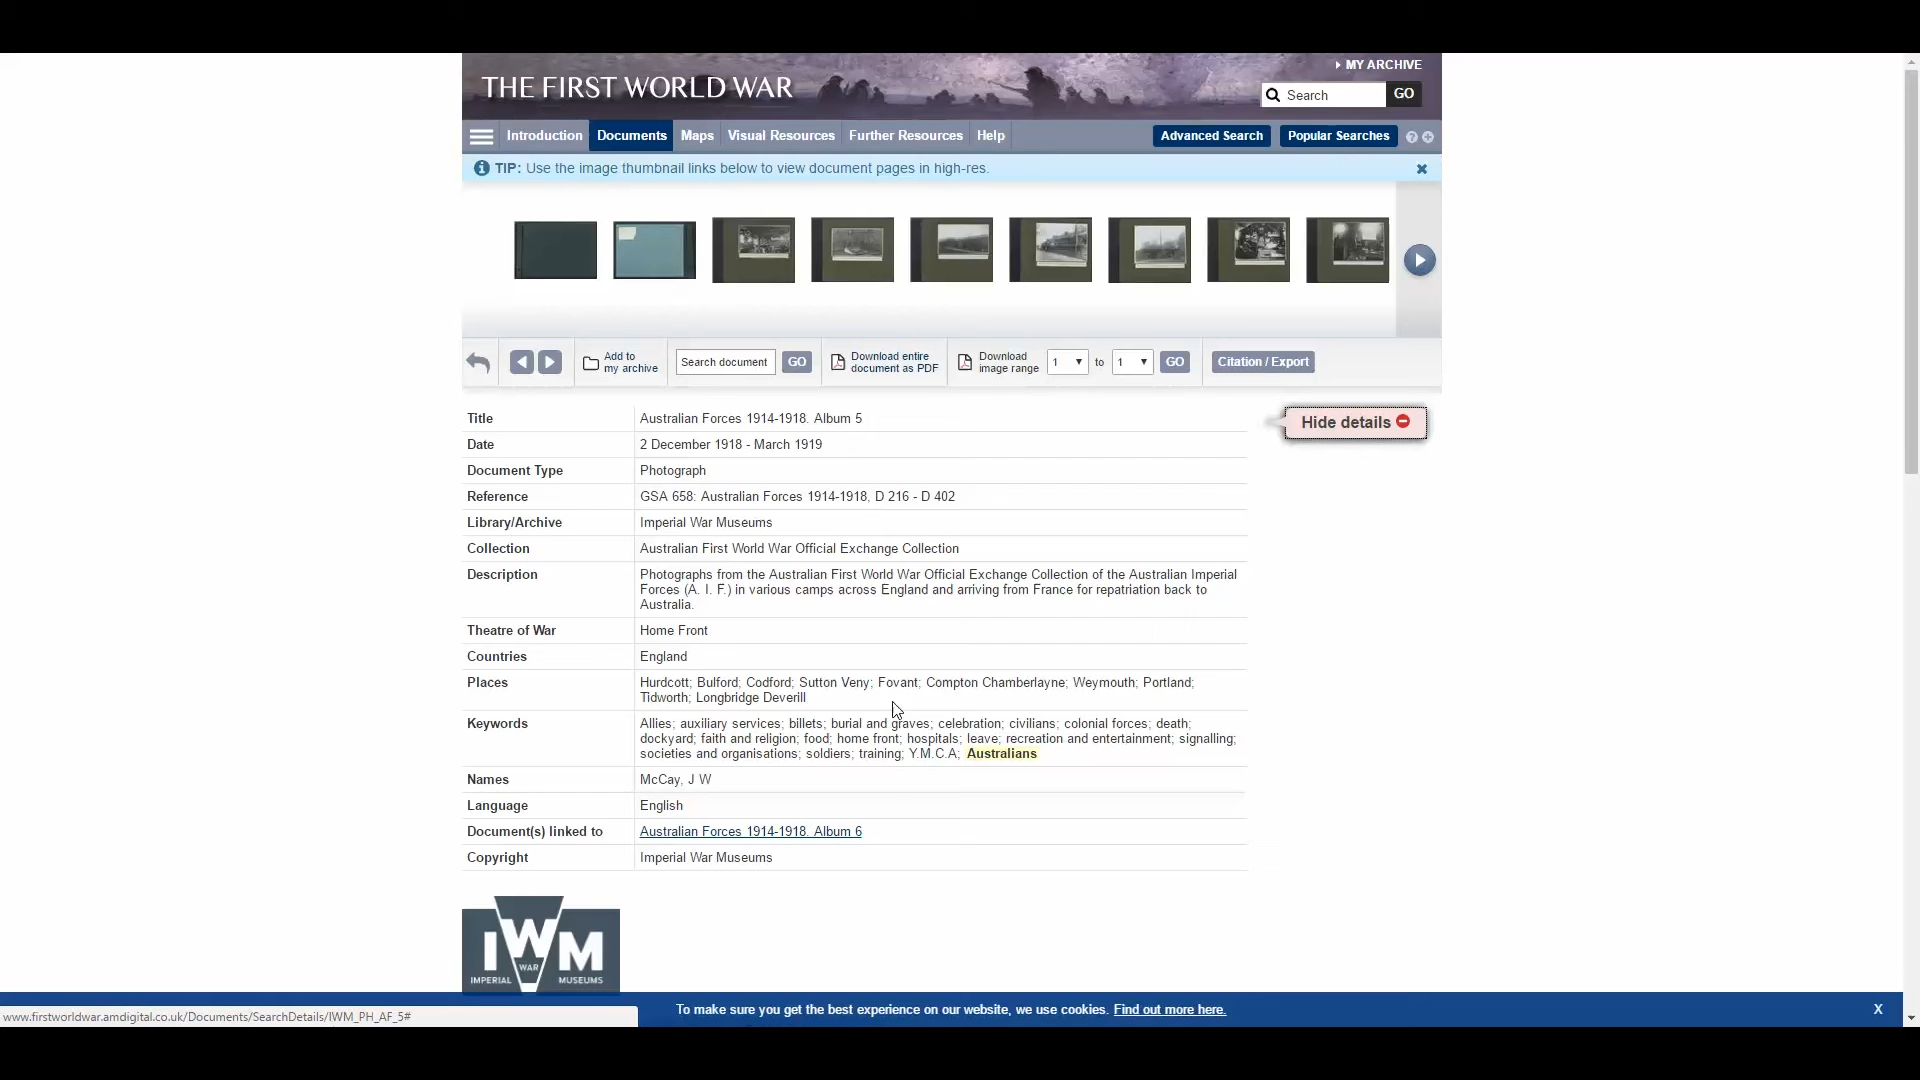 MY ARCHIVE
THE FIRST WORLD WAR
Search GO
Introduction Documents Maps Visual Resources Further Resources Help Advanced Search Popular Searches
TIP: Use the image thumbnail links below to view document pages in high-res.
Add to
my archive
Search document GO
Download entire
document as PDF
Download
image range
1 to 1 GO
Citation / Export
Hide details
Title Australian Forces 1914-1918. Album 5
Date 2 December 1918 - March 1919
Document Type Photograph
Reference GSA 658: Australian Forces 1914-1918, D 216 - D 402
Library/Archive Imperial War Museums
Collection Australian First World War Official Exchange Collection
Description Photographs from the Australian First World War Official Exchange Collection of the Australian Imperial
Forces (A. I. F.) in various camps across England and arriving from France for repatriation back to
Australia.
Theatre of War Home Front
Countries England
Places Hurdcott; Bulford; Codford; Sutton Veny; Fovant; Compton Chamberlayne; Weymouth; Portland;
Tidworth; Longbridge Deverill
Keywords Allies; auxiliary services; billets; burial and graves; celebration; civilians; colonial forces; death;
dockyard; faith and religion; food; home front; hospitals; leave; recreation and entertainment; signalling;
societies and organisations; soldiers; training; Y.M.C.A; Australians
Names McCay, J W
Language English
Document(s) linked to Australian Forces 1914-1918. Album 6
Copyright Imperial War Museums
IWM
IMPERIAL WAR MUSEUMS
To make sure you get the best experience on our website, we use cookies. Find out more here. X
www.firstworldwar.amdigital.co.uk/Documents/SearchDetails/IWM_PH_AF_5#